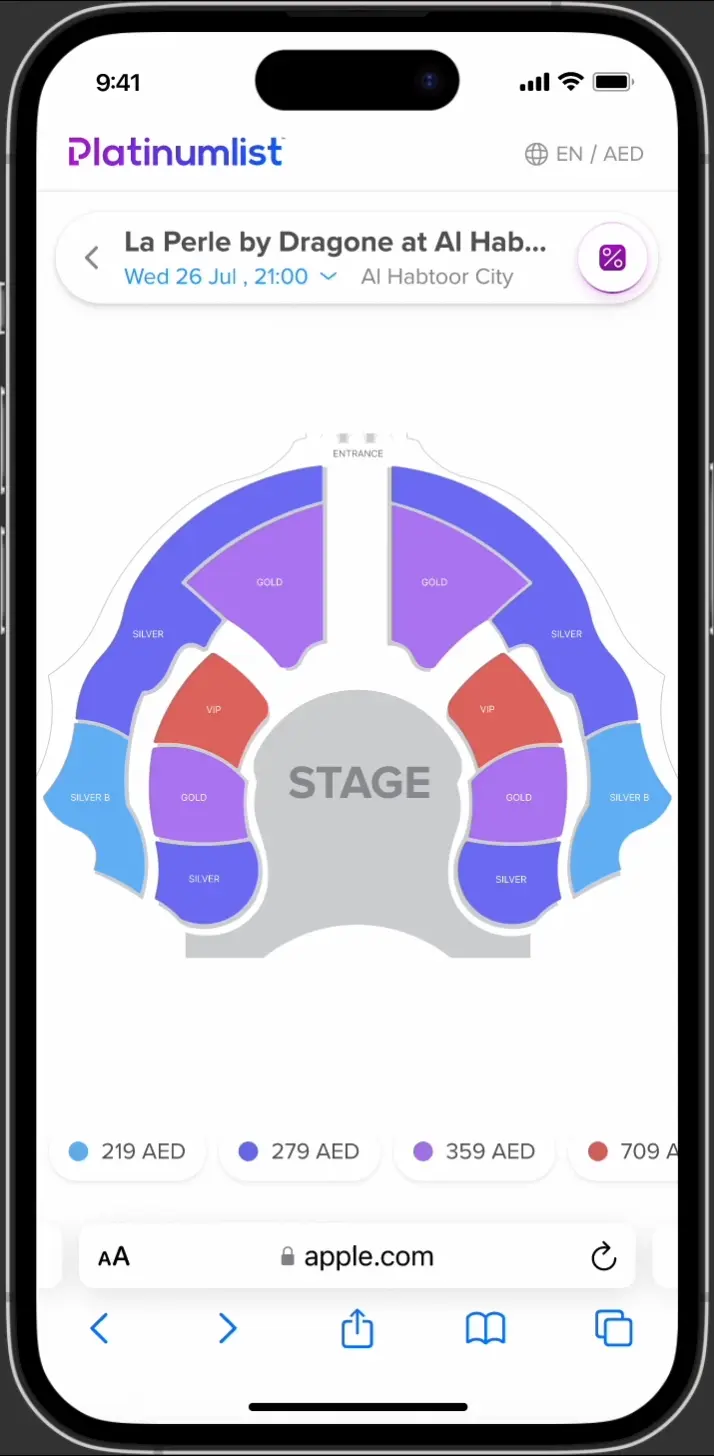 9:41
Platinumlist
EN / AED
La Perle by Dragone at Al Hab...
Wed 26 Jul , 21:00 Al Habtoor City
ENTRANCE
GOLD GOLD
SILVER SILVER
VIP VIP
STAGE
SILVER B GOLD GOLD SILVER B
SILVER SILVER
219 AED 279 AED 359 AED 709 A
AA apple.com